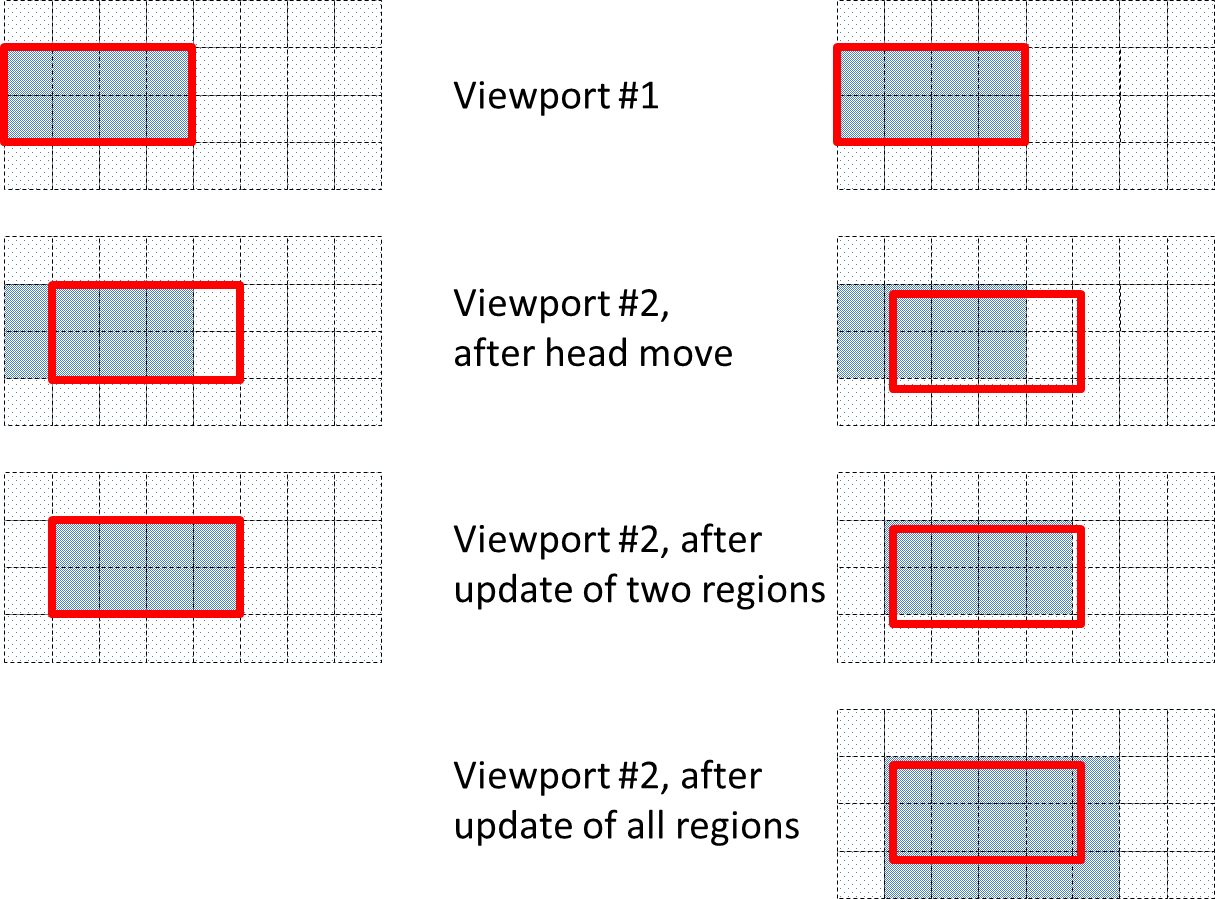 Viewport #1
Viewport #2,
after head move
Viewport #2, after
update of two regions
Viewport #2, after
update of all regions